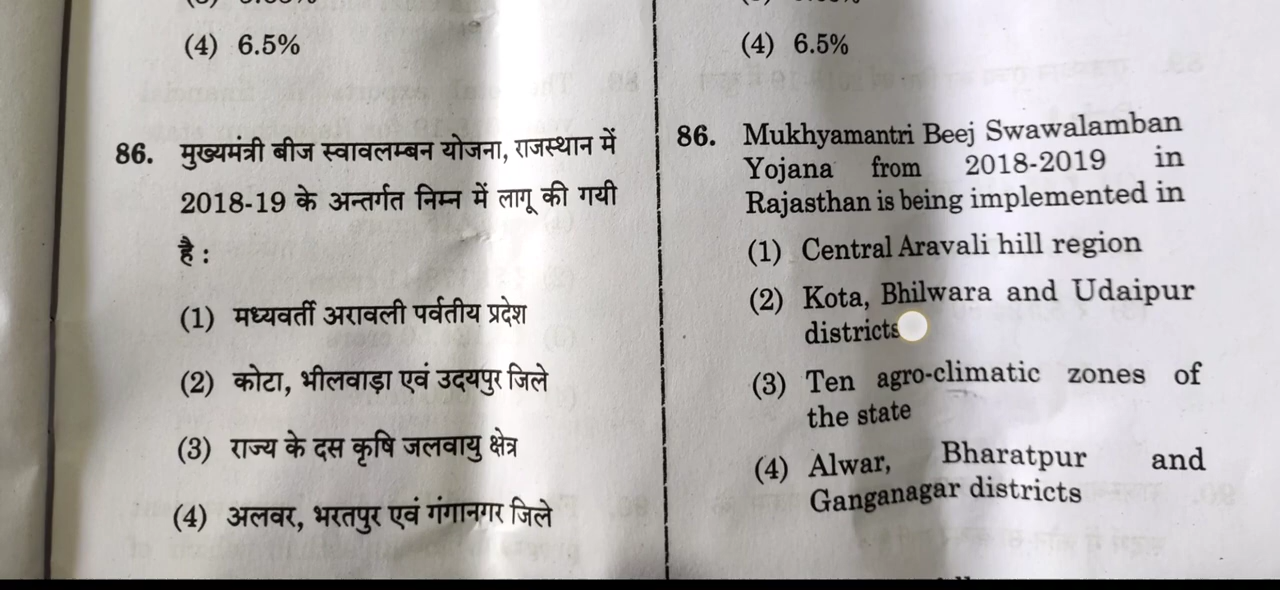 (4) 6.5%
86. मुख्यमंत्री बीज स्वावलम्बन योजना, राजस्थान में
2018-19 के अन्तर्गत निम्न में लागू की गयी
है :
(1) मध्यवर्ती अरावली पर्वतीय प्रदेश
(2) कोटा, भीलवाड़ा एवं उदयपुर जिले
(3) राज्य के दस कृषि जलवायु क्षेत्र
(4) अलवर, भरतपुर एवं गंगानगर जिले
(4) 6.5%
86. Mukhyamantri Beej Swawalamban
Yojana from 2018-2019 in
Rajasthan is being implemented in
(1) Central Aravali hill region
(2) Kota, Bhilwara and Udaipur
districts
(3) Ten agro-climatic zones of
the state
(4) Alwar, Bharatpur and
Ganganagar districts